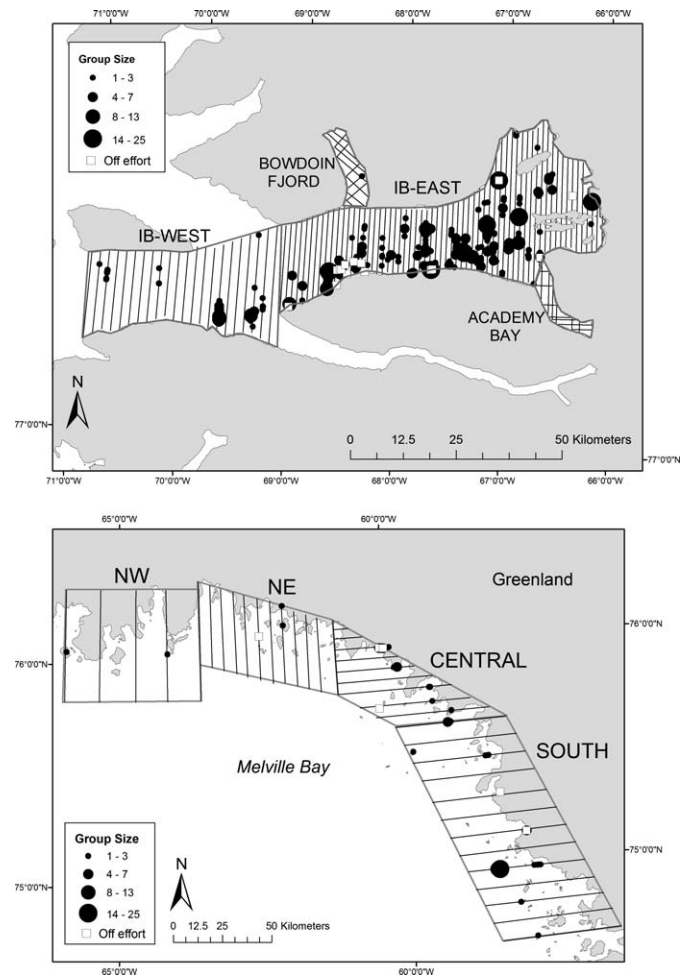 70°0'0"W 69°0'0"W 68°0'0"W 67°0'0"W 66°0'0"W
Group Size
1 - 3
4 - 7
8 - 13
14 - 25
Off effort
BOWDOIN
FJORD
IB-EAST
IB-WEST
ACADEMY
BAY
N
0 12.5 25 50 Kilometers
77°0'0"N
77°0'0"N
71°0'0"W 70°0'0"W 69°0'0"W 68°0'0"W 67°0'0"W 66°0'0"W
65°0'0"W 60°0'0"W
NW
NE
Greenland
76°0'0"N
76°0'0"N
CENTRAL
SOUTH
Melville Bay
Group Size
1 - 3
4 - 7
8 - 13
14 - 25
Off effort
N
0 12.5 25 50 Kilometers
75°0'0"N
75°0'0"N
65°0'0"W 60°0'0"W